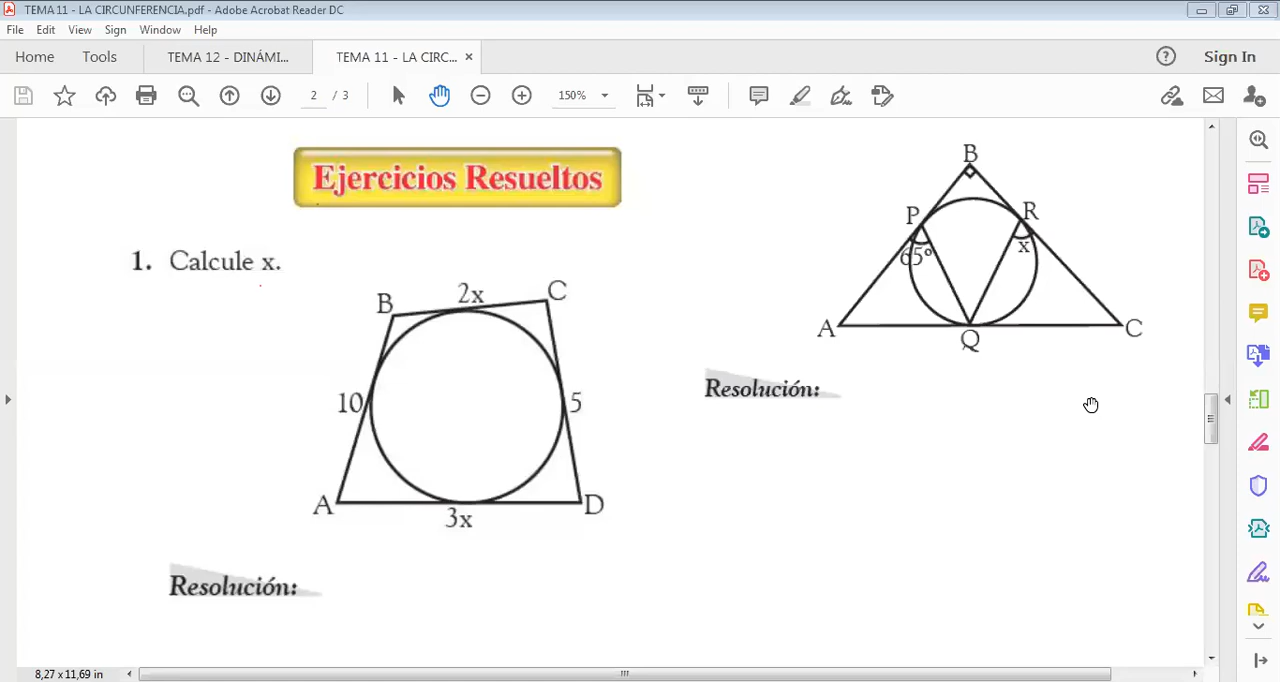 TEMA 11 - LA CIRCUNFERENCIA.pdf - Adobe Acrobat Reader DC
File Edit View Sign Window Help
Home Tools TEMA 12 - DINÁMI... TEMA 11 - LA CIRC... × ? Sign In
2 / 3 150%
Ejercicios Resueltos
1. Calcule x.
B 2x C
10 5
A 3x D
Resolución:
B
P R
65º x
A Q C
Resolución:
8,27 x 11,69 in